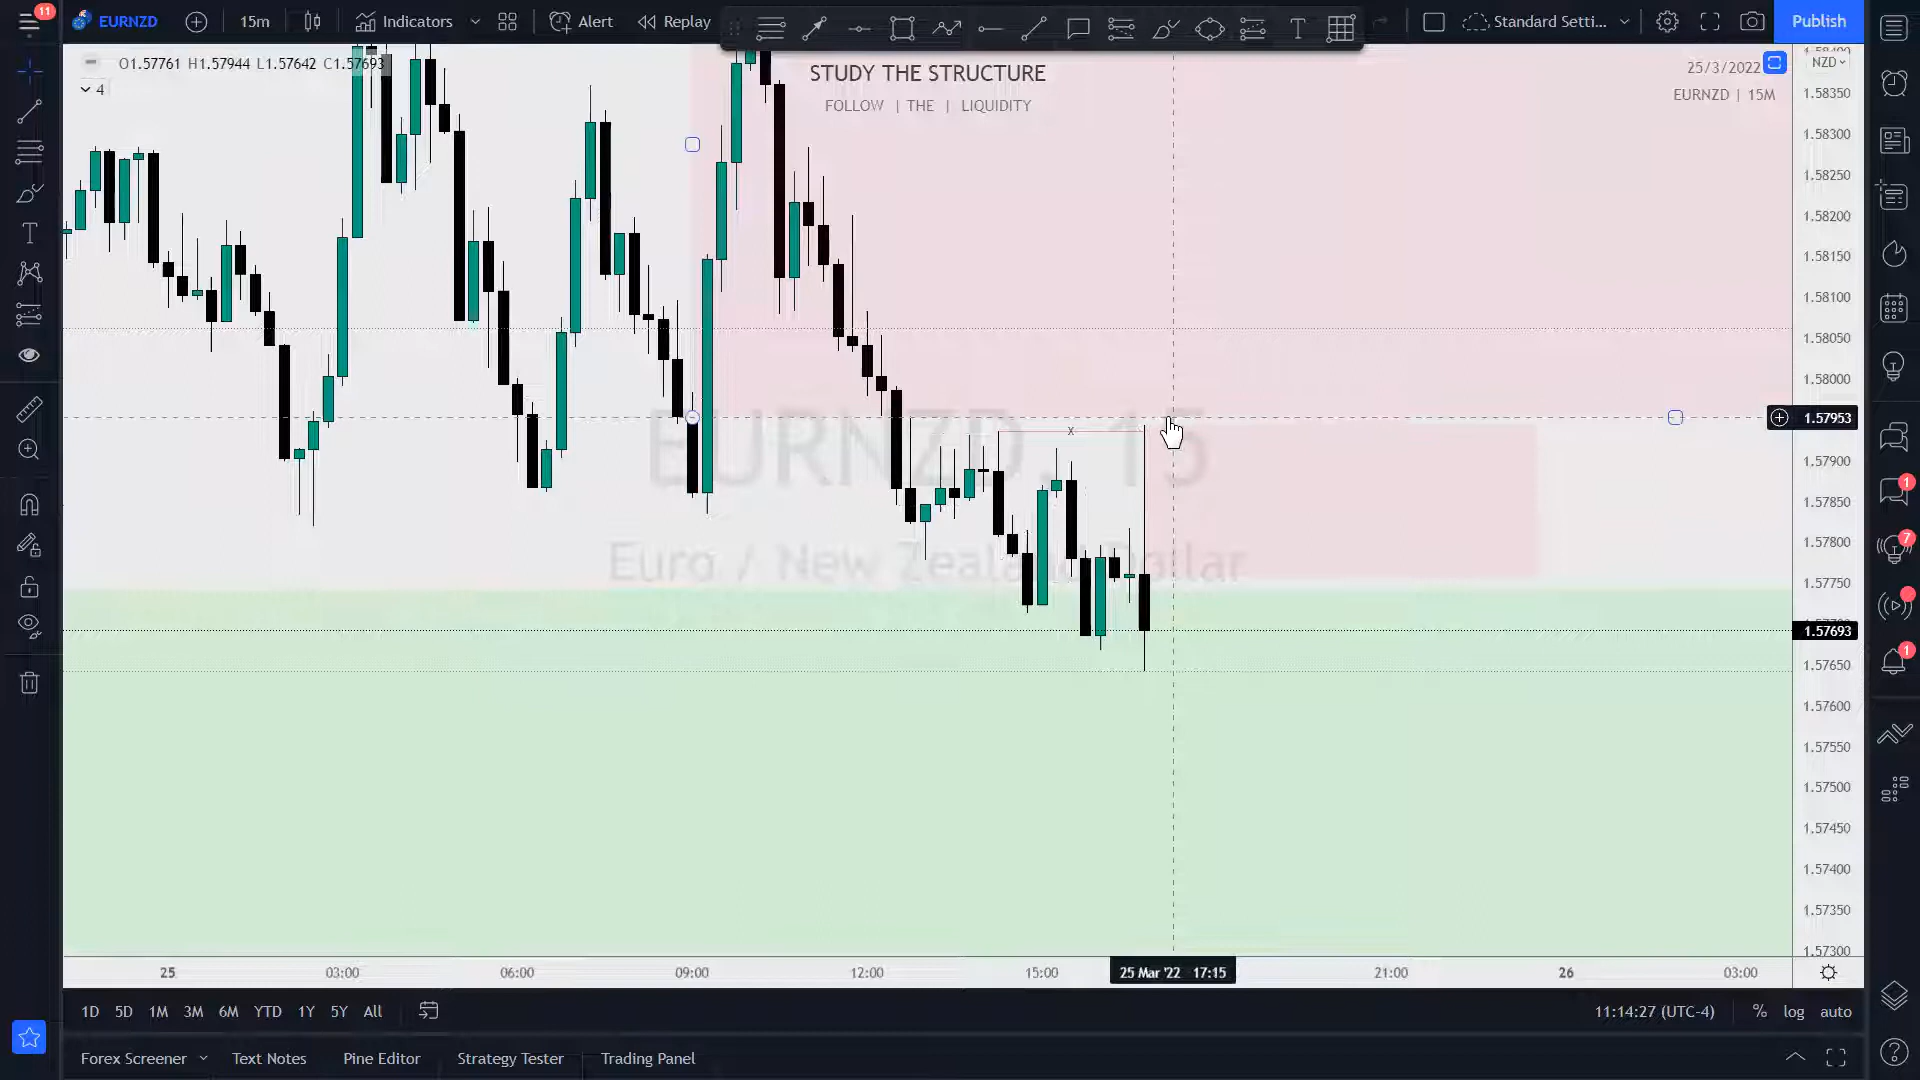 11
EURNZD
15m
Indicators
Alert
Replay
Standard Setti...
Publish
O1.57761 H1.57944 L1.57642 C1.57693
4
STUDY THE STRUCTURE
FOLLOW | THE | LIQUIDITY
25/3/2022
EURNZD | 15M
NZD
1.58400
1.58350
1.58300
1.58250
1.58200
1.58150
1.58100
1.58050
1.58000
1.57953
1.57900
1.57850
1.57800
1.57750
1.57693
1.57650
1.57600
1.57550
1.57500
1.57450
1.57400
1.57350
1.57300
X
EURNZD, 15
Euro / New Zealand Dollar
1
7
1
25
03:00
06:00
09:00
12:00
15:00
25 Mar '22 17:15
21:00
26
03:00
1D 5D 1M 3M 6M YTD 1Y 5Y All
11:14:27 (UTC-4)
% log auto
Forex Screener
Text Notes
Pine Editor
Strategy Tester
Trading Panel